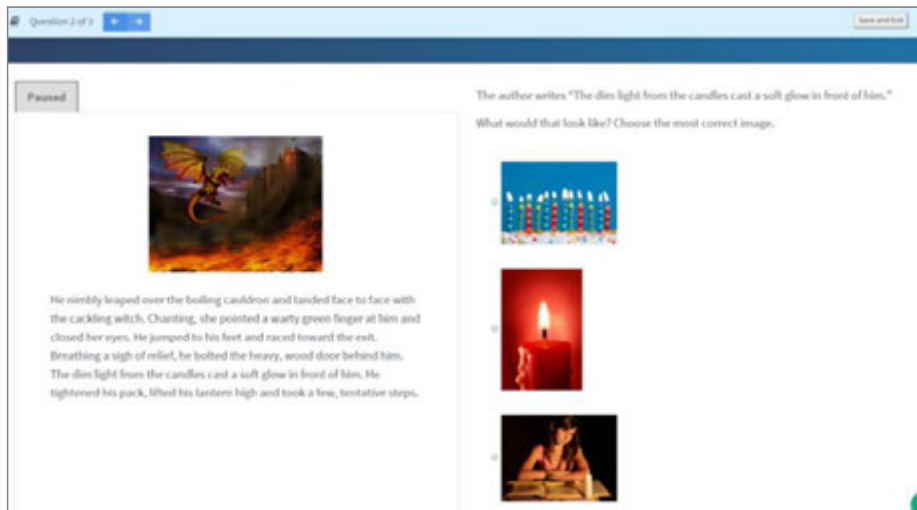 Question 2 of 3
Save and Exit
Paused
He nimbly leaped over the boiling cauldron and landed face to face with
the cackling witch. Chanting, she pointed a warty green finger at him and
closed her eyes. He jumped to his feet and raced toward the exit.
Breathing a sigh of relief, he bolted the heavy, wood door behind him.
The dim light from the candles cast a soft glow in front of him. He
tightened his pack, lifted his lantern high and took a few, tentative steps.
The author writes "The dim light from the candles cast a soft glow in front of him."
What would that look like? Choose the most correct image.